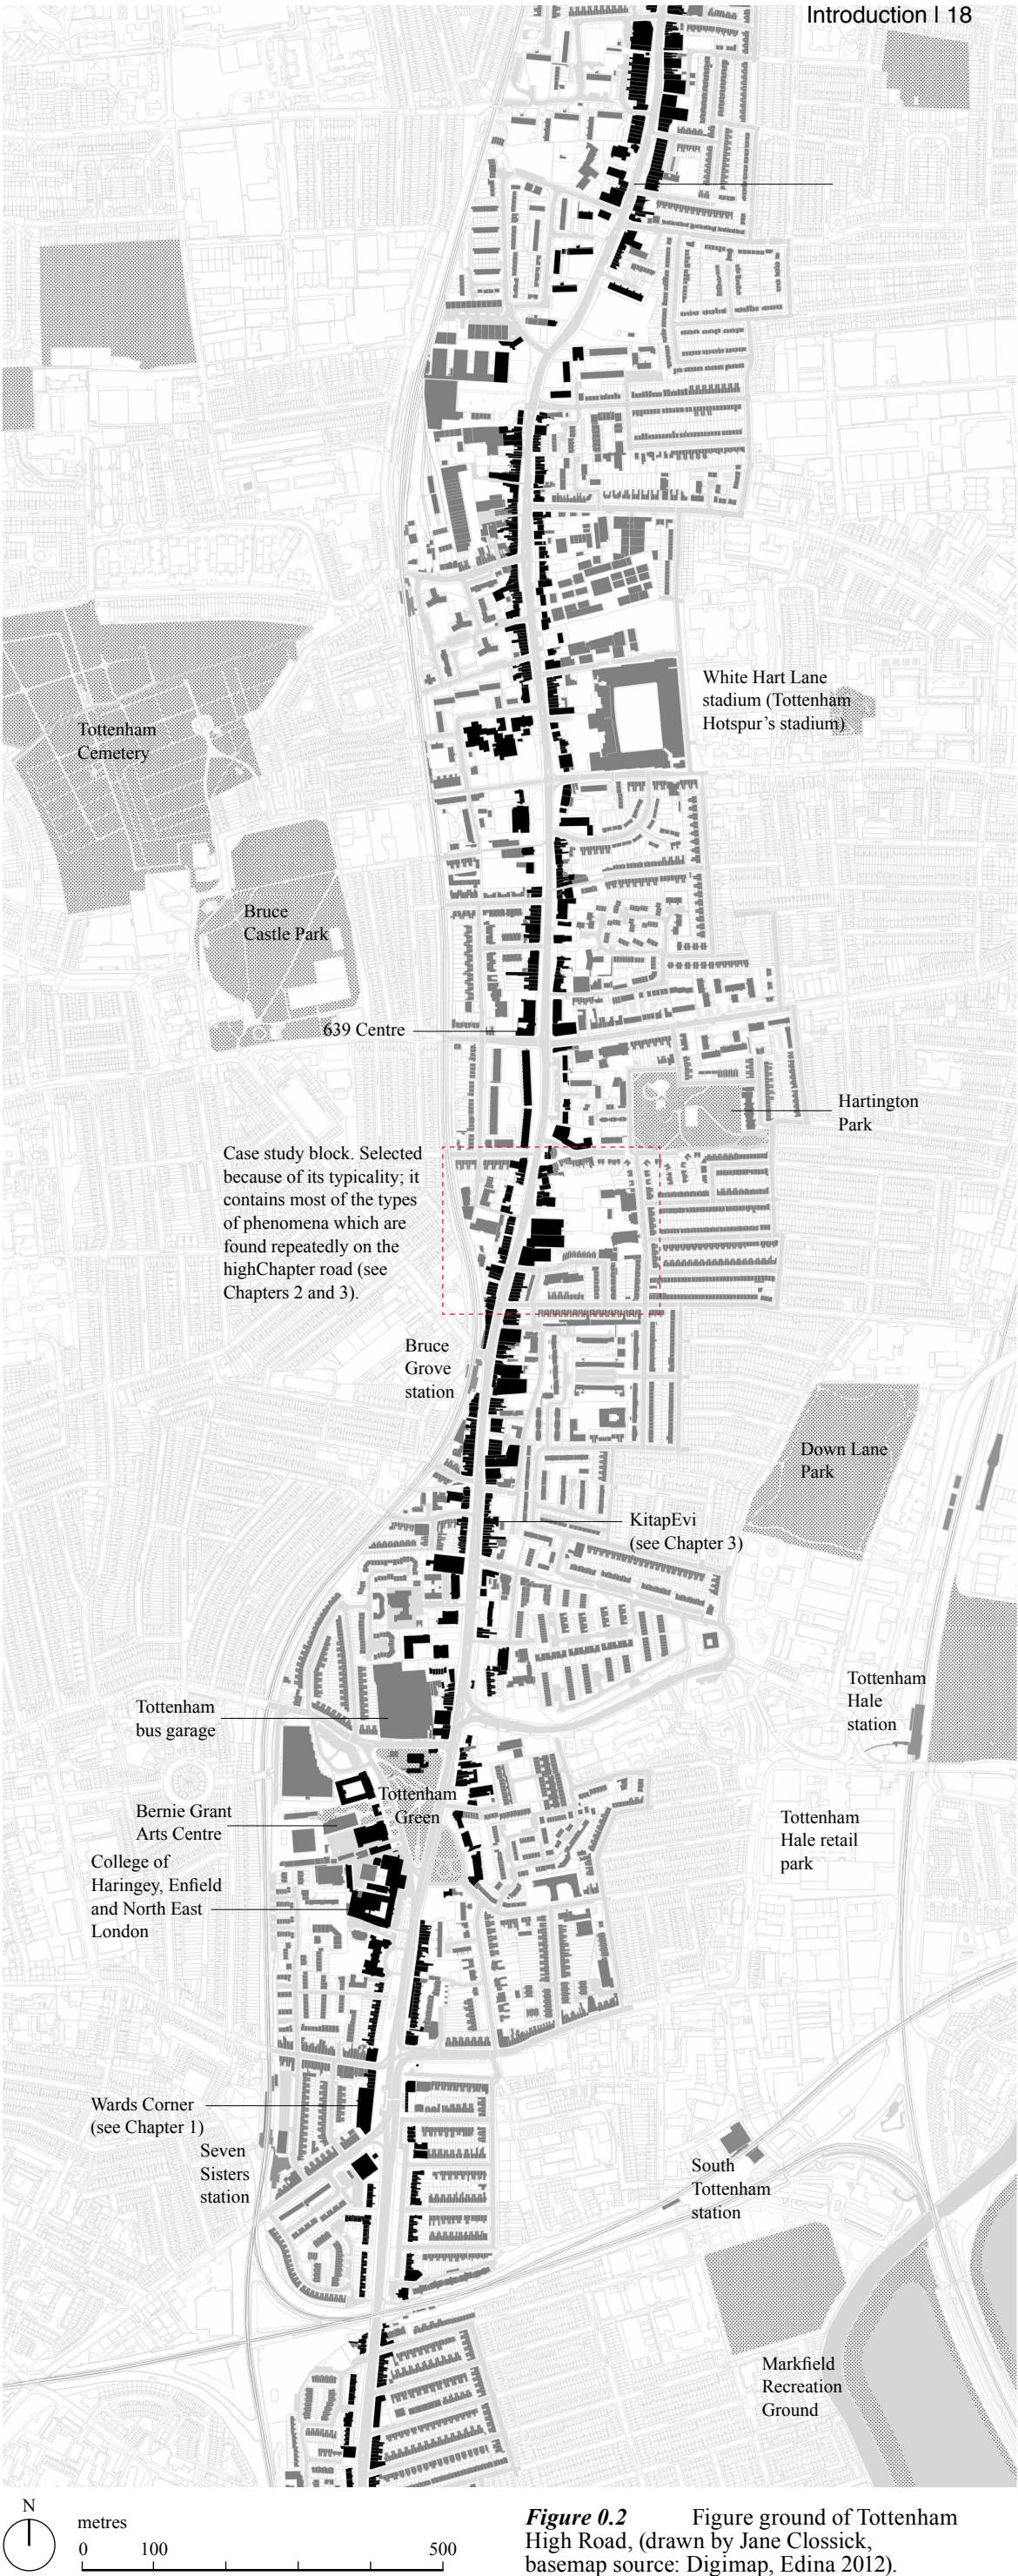 Introduction | 18
White Hart Lane
stadium (Tottenham
Hotspur's stadium)
Tottenham
Cemetery
Bruce
Castle Park
639 Centre
Hartington
Park
Case study block. Selected
because of its typicality; it
contains most of the types
of phenomena which are
found repeatedly on the
highChapter road (see
Chapters 2 and 3).
Bruce
Grove
station
Down Lane
Park
KitapEvi
(see Chapter 3)
Tottenham
Hale
station
Tottenham
bus garage
Tottenham
Green
Bernie Grant
Arts Centre
Tottenham
Hale retail
park
College of
Haringey, Enfield
and North East
London
Wards Corner
(see Chapter 1)
Seven
Sisters
station
South
Tottenham
station
Markfield
Recreation
Ground
N
metres
0 100 500
Figure 0.2 Figure ground of Tottenham
High Road, (drawn by Jane Clossick,
basemap source: Digimap, Edina 2012).